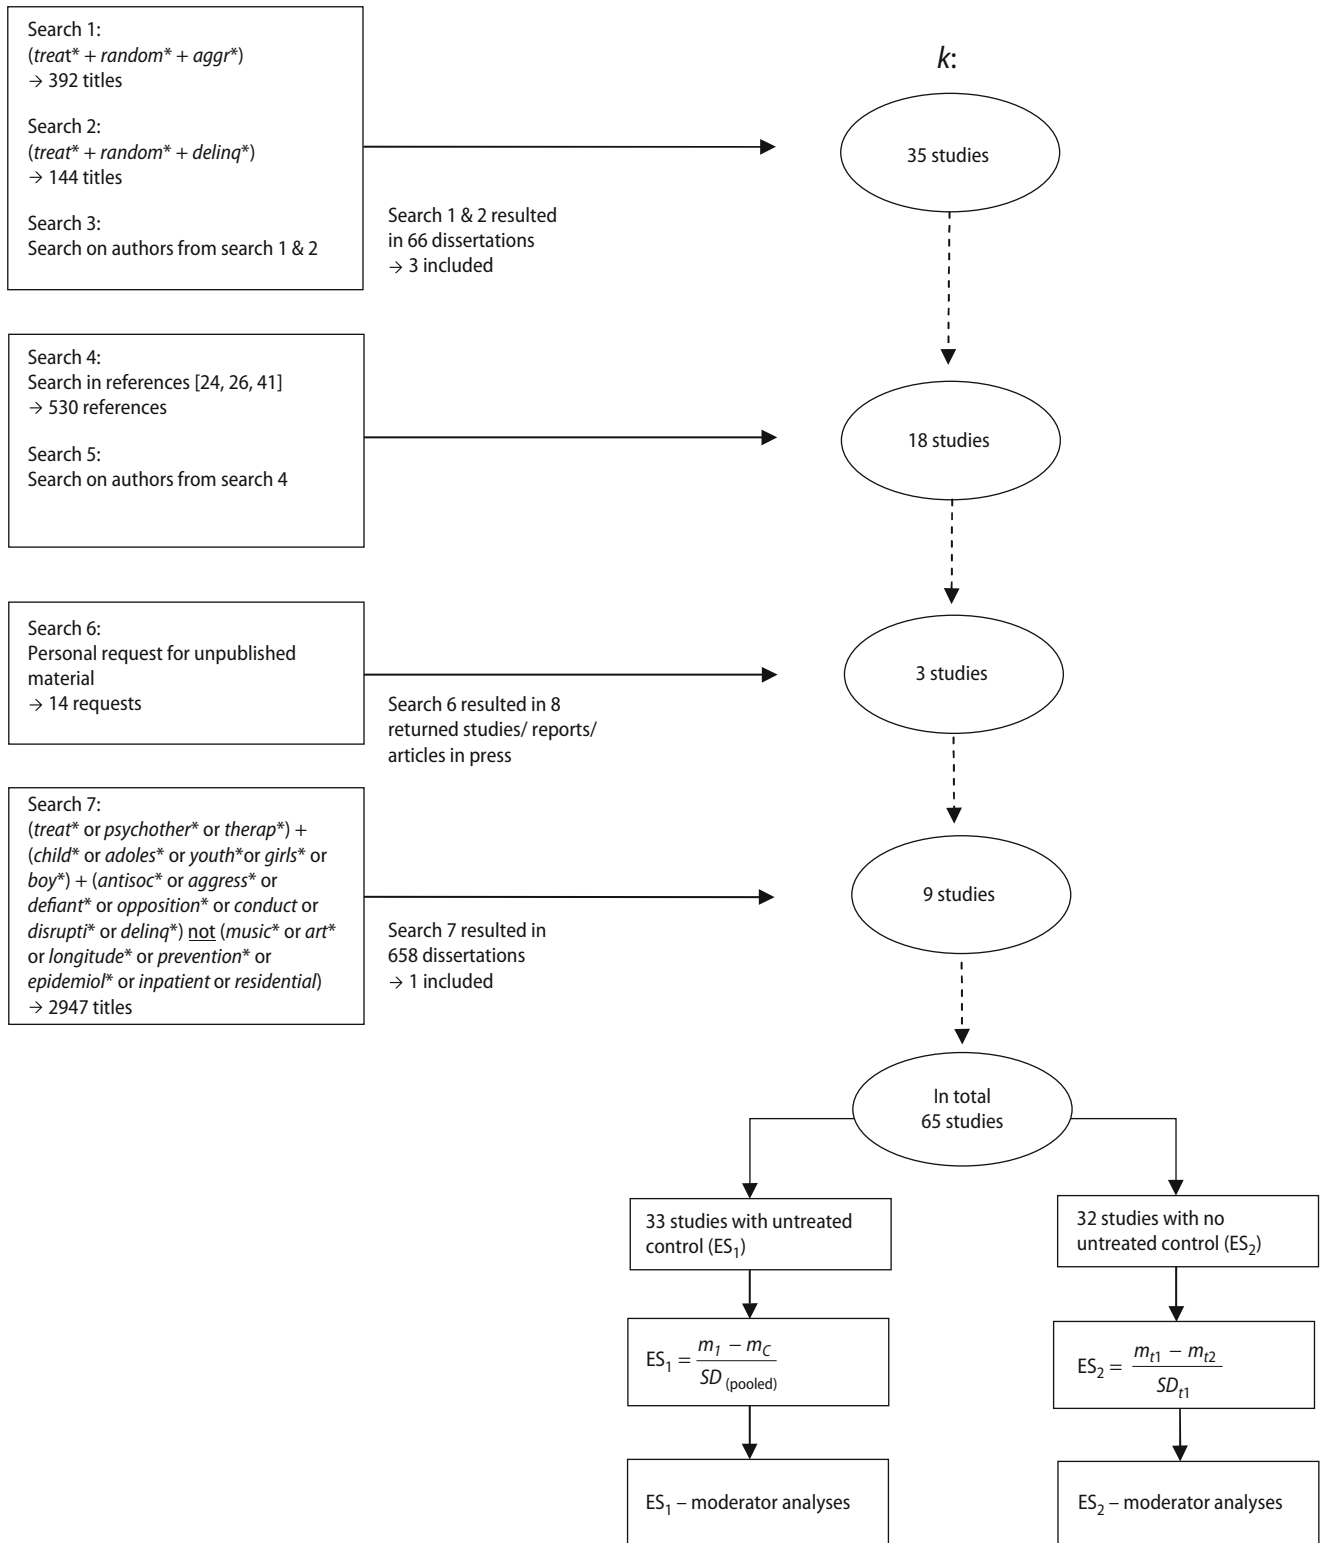 Search 1:
(treat* + random* + aggr*)
→ 392 titles
Search 2:
(treat* + random* + delinq*)
→ 144 titles
Search 3:
Search on authors from search 1 & 2
Search 1 & 2 resulted
in 66 dissertations
→ 3 included
k:
35 studies
Search 4:
Search in references [24, 26, 41]
→ 530 references
Search 5:
Search on authors from search 4
18 studies
Search 6:
Personal request for unpublished
material
→ 14 requests
Search 6 resulted in 8
returned studies/ reports/
articles in press
3 studies
Search 7:
(treat* or psychother* or therap*) +
(child* or adoles* or youth*or girls* or
boy*) + (antisoc* or aggress* or
defiant* or opposition* or conduct or
disrupti* or delinq*) not (music* or art*
or longitude* or prevention* or
epidemiol* or inpatient or residential)
→ 2947 titles
Search 7 resulted in
658 dissertations
→ 1 included
9 studies
In total
65 studies
33 studies with untreated
control (ES₁)
32 studies with no
untreated control (ES₂)
ES₁ = m₁ − m_C / SD (pooled)
ES₂ = m_t1 − m_t2 / SD_t1
ES₁ – moderator analyses
ES₂ – moderator analyses